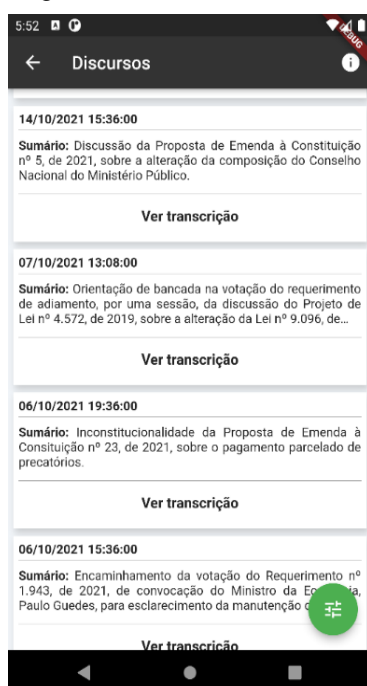 5:52
DEBUG
Discursos
14/10/2021 15:36:00
Sumário: Discussão da Proposta de Emenda à Constituição
nº 5, de 2021, sobre a alteração da composição do Conselho
Nacional do Ministério Público.
Ver transcrição
07/10/2021 13:08:00
Sumário: Orientação de bancada na votação do requerimento
de adiamento, por uma sessão, da discussão do Projeto de
Lei nº 4.572, de 2019, sobre a alteração da Lei nº 9.096, de...
Ver transcrição
06/10/2021 19:36:00
Sumário: Inconstitucionalidade da Proposta de Emenda à
Consituição nº 23, de 2021, sobre o pagamento parcelado de
precatórios.
Ver transcrição
06/10/2021 15:36:00
Sumário: Encaminhamento da votação do Requerimento nº
1.943, de 2021, de convocação do Ministro da
Paulo Guedes, para esclarecimento da manutenção
Ver transcrição